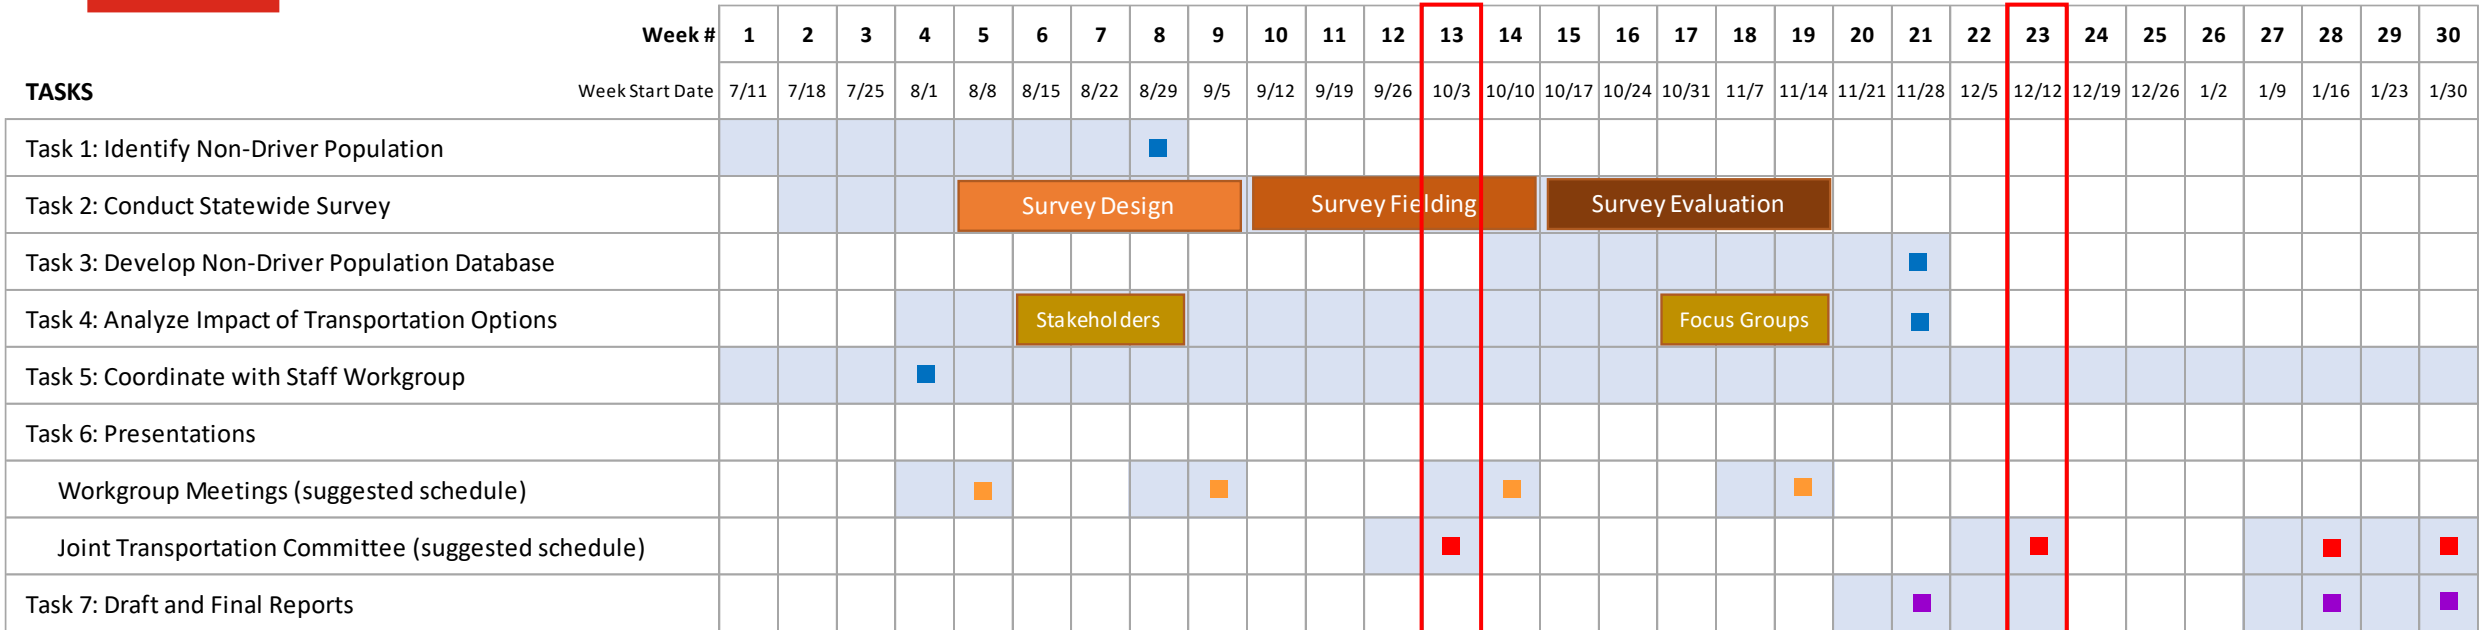 Week # 1 2 3 4 5 6 7 8 9 10 11 12 13 14 15 16 17 18 19 20 21 22 23 24 25 26 27 28 29 30
TASKS Week Start Date 7/11 7/18 7/25 8/1 8/8 8/15 8/22 8/29 9/5 9/12 9/19 9/26 10/3 10/10 10/17 10/24 10/31 11/7 11/14 11/21 11/28 12/5 12/12 12/19 12/26 1/2 1/9 1/16 1/23 1/30
Task 1: Identify Non-Driver Population
Task 2: Conduct Statewide Survey Survey Design Survey Fielding Survey Evaluation
Task 3: Develop Non-Driver Population Database
Task 4: Analyze Impact of Transportation Options Stakeholders Focus Groups
Task 5: Coordinate with Staff Workgroup
Task 6: Presentations
Workgroup Meetings (suggested schedule)
Joint Transportation Committee (suggested schedule)
Task 7: Draft and Final Reports